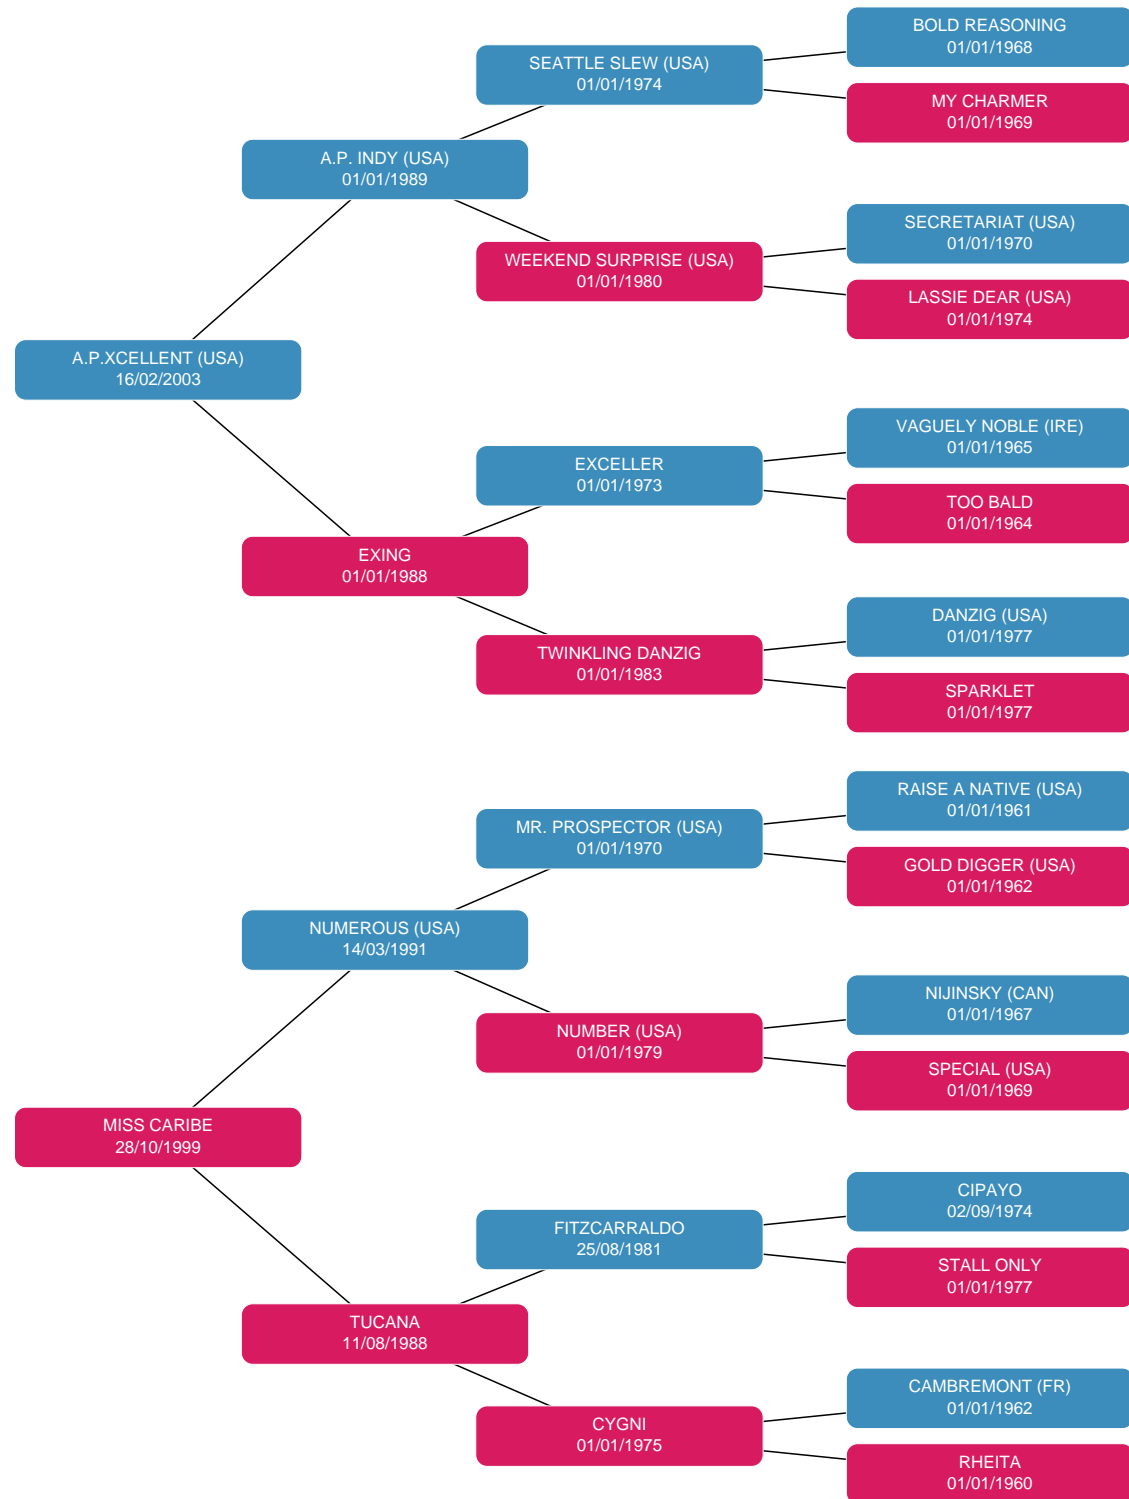 BOLD REASONING
01/01/1968
SEATTLE SLEW (USA)
01/01/1974
MY CHARMER
01/01/1969
A.P. INDY (USA)
01/01/1989
SECRETARIAT (USA)
01/01/1970
WEEKEND SURPRISE (USA)
01/01/1980
LASSIE DEAR (USA)
01/01/1974
A.P.XCELLENT (USA)
16/02/2003
VAGUELY NOBLE (IRE)
01/01/1965
EXCELLER
01/01/1973
TOO BALD
01/01/1964
EXING
01/01/1988
DANZIG (USA)
01/01/1977
TWINKLING DANZIG
01/01/1983
SPARKLET
01/01/1977
RAISE A NATIVE (USA)
01/01/1961
MR. PROSPECTOR (USA)
01/01/1970
GOLD DIGGER (USA)
01/01/1962
NUMEROUS (USA)
14/03/1991
NIJINSKY (CAN)
01/01/1967
NUMBER (USA)
01/01/1979
SPECIAL (USA)
01/01/1969
MISS CARIBE
28/10/1999
CIPAYO
02/09/1974
FITZCARRALDO
25/08/1981
STALL ONLY
01/01/1977
TUCANA
11/08/1988
CAMBREMONT (FR)
01/01/1962
CYGNI
01/01/1975
RHEITA
01/01/1960